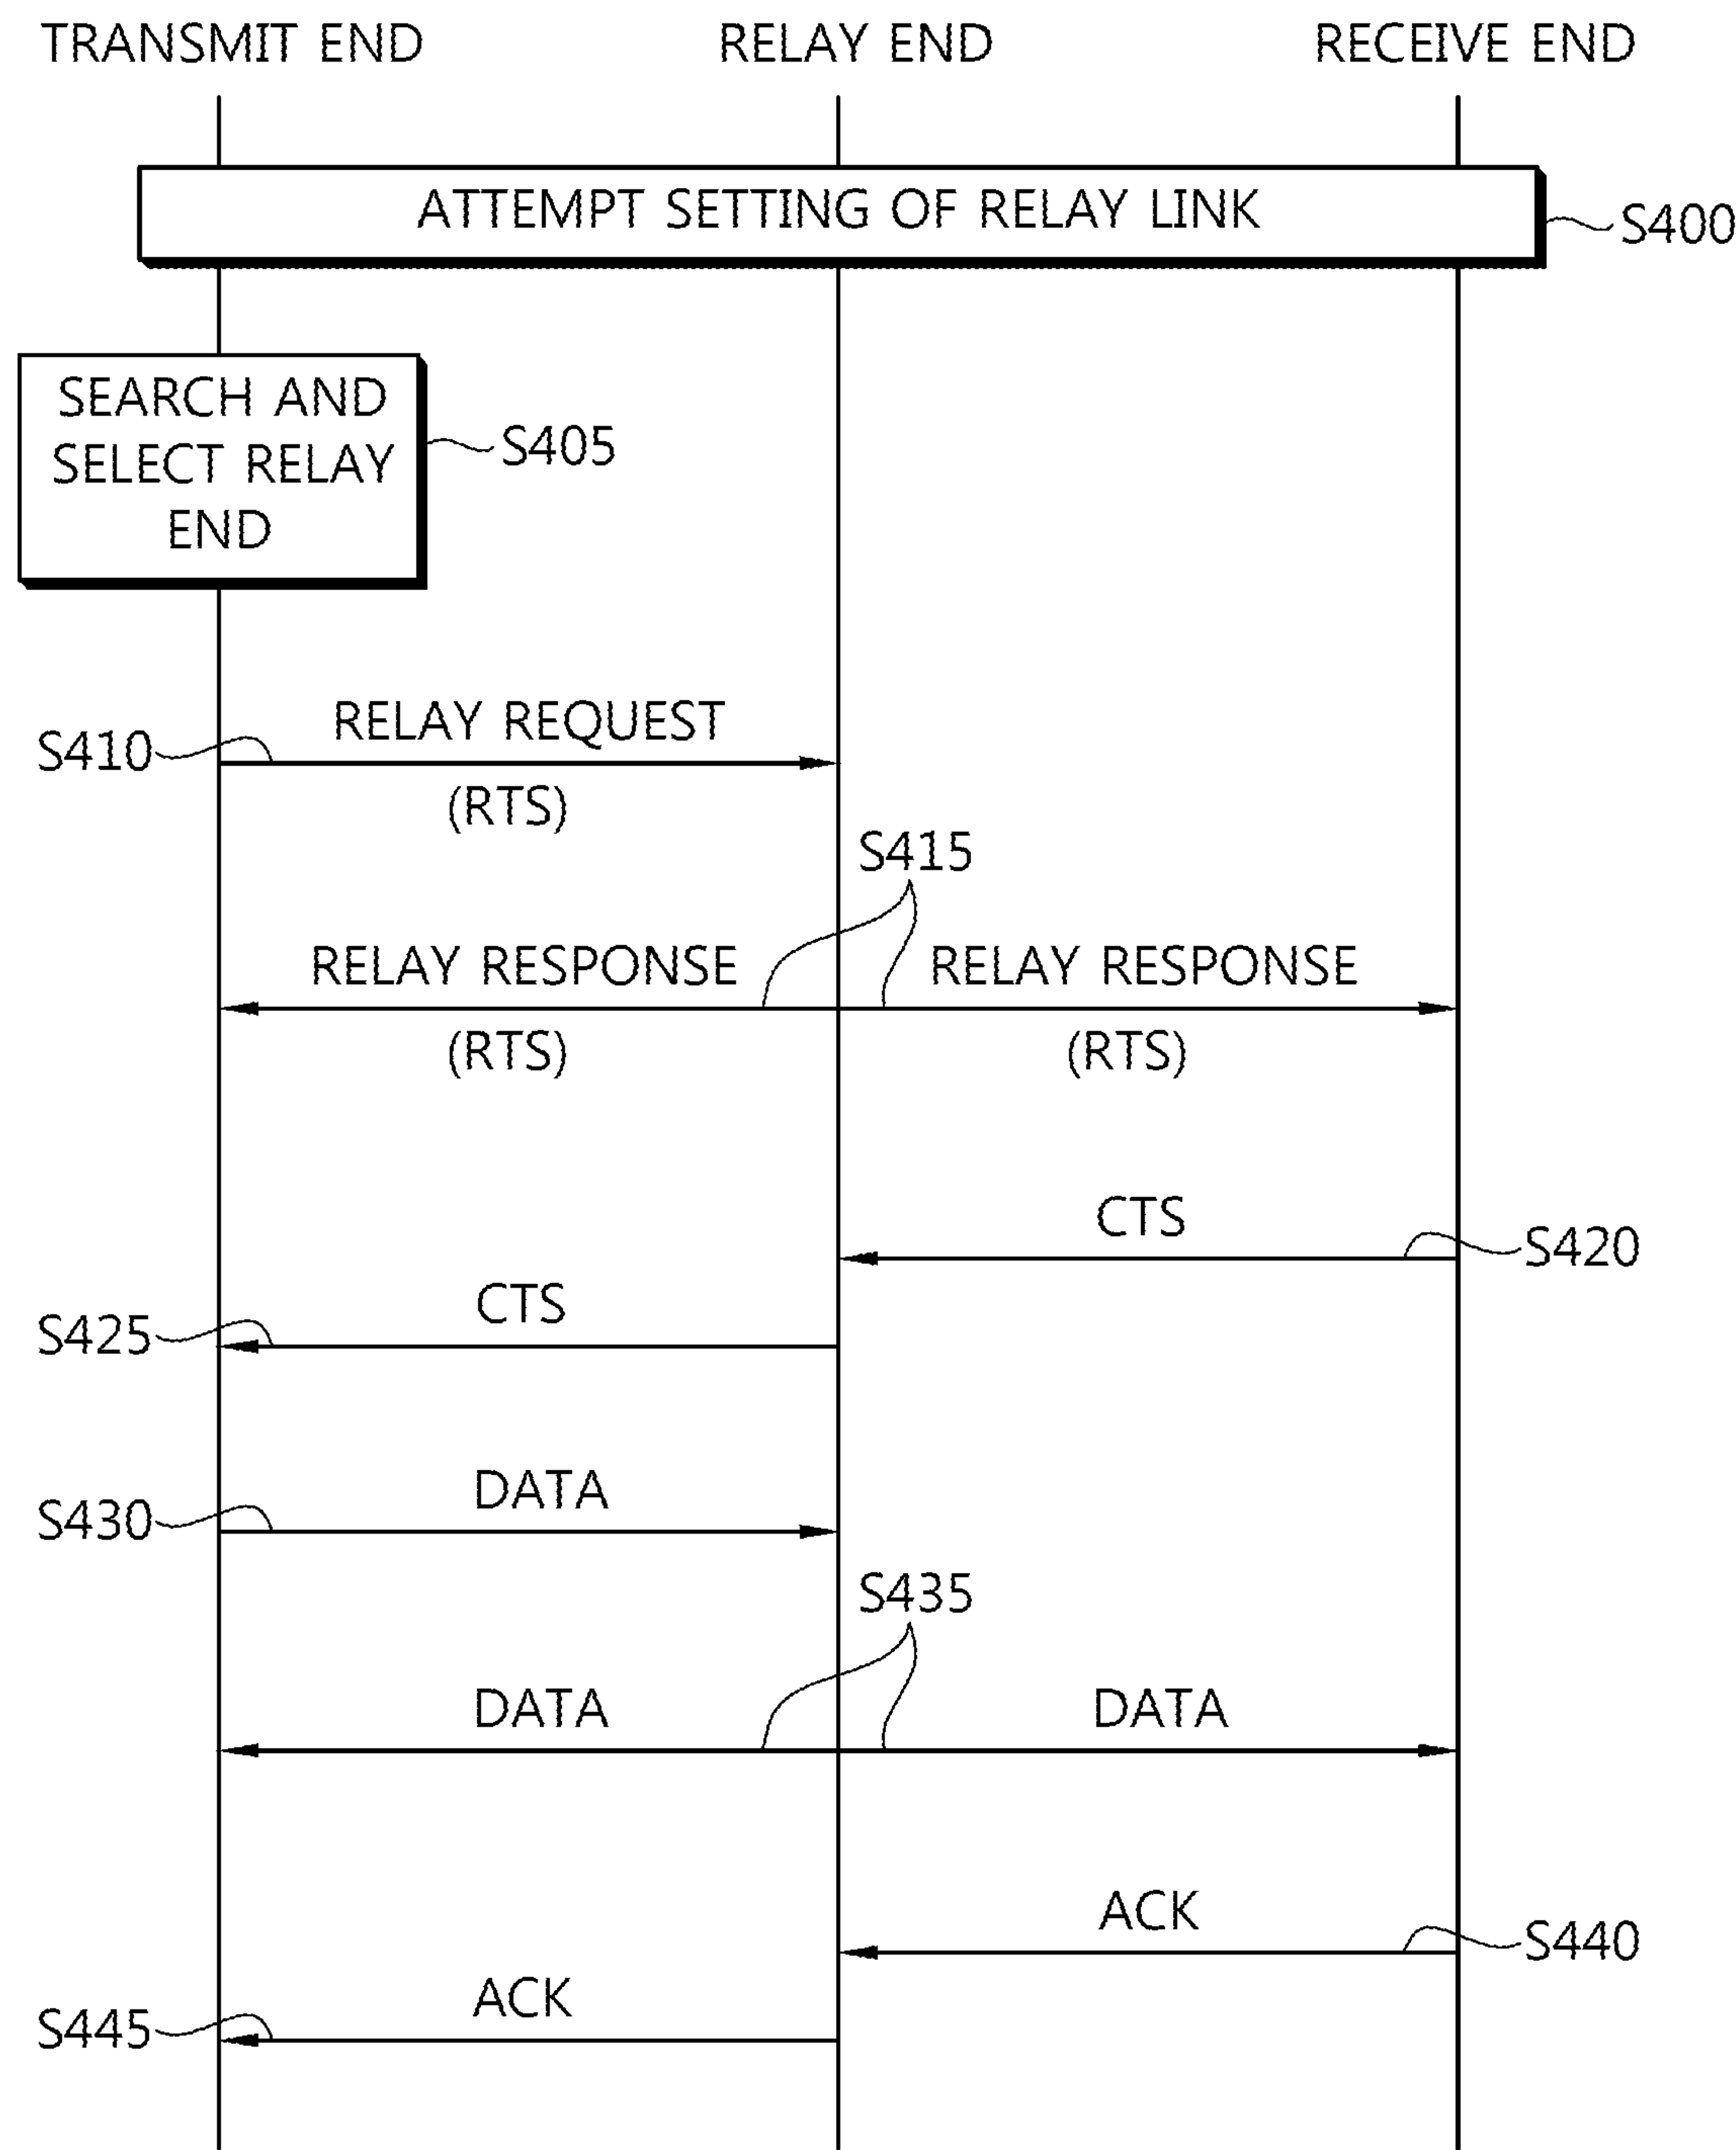 TRANSMIT END
RELAY END
RECEIVE END
ATTEMPT SETTING OF RELAY LINK
S400
SEARCH AND
SELECT RELAY
END
S405
RELAY REQUEST
S410
(RTS)
S415
RELAY RESPONSE
RELAY RESPONSE
(RTS)
(RTS)
CTS
S420
CTS
S425
DATA
S430
S435
DATA
DATA
ACK
S440
ACK
S445